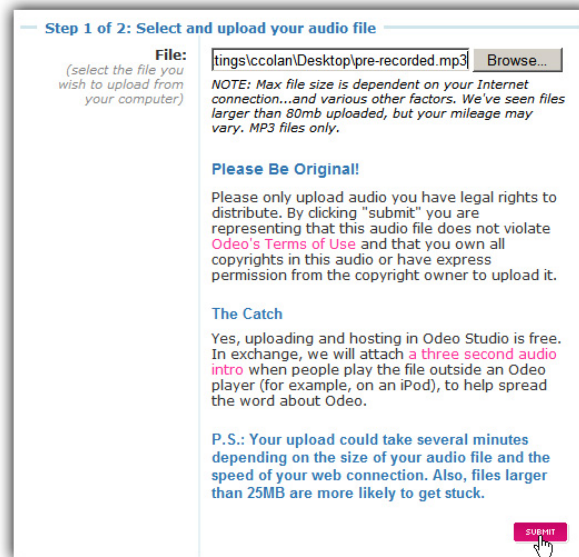 Step 1 of 2: Select and upload your audio file
File:
(select the file you
wish to upload from
your computer)
tings\ccolan\Desktop\pre-recorded.mp3
Browse...
NOTE: Max file size is dependent on your Internet
connection...and various other factors. We've seen files
larger than 80mb uploaded, but your mileage may
vary. MP3 files only.
Please Be Original!
Please only upload audio you have legal rights to
distribute. By clicking "submit" you are
representing that this audio file does not violate
Odeo's Terms of Use and that you own all
copyrights in this audio or have express
permission from the copyright owner to upload it.
The Catch
Yes, uploading and hosting in Odeo Studio is free.
In exchange, we will attach a three second audio
intro when people play the file outside an Odeo
player (for example, on an iPod), to help spread
the word about Odeo.
P.S.: Your upload could take several minutes
depending on the size of your audio file and the
speed of your web connection. Also, files larger
than 25MB are more likely to get stuck.
SUBMIT